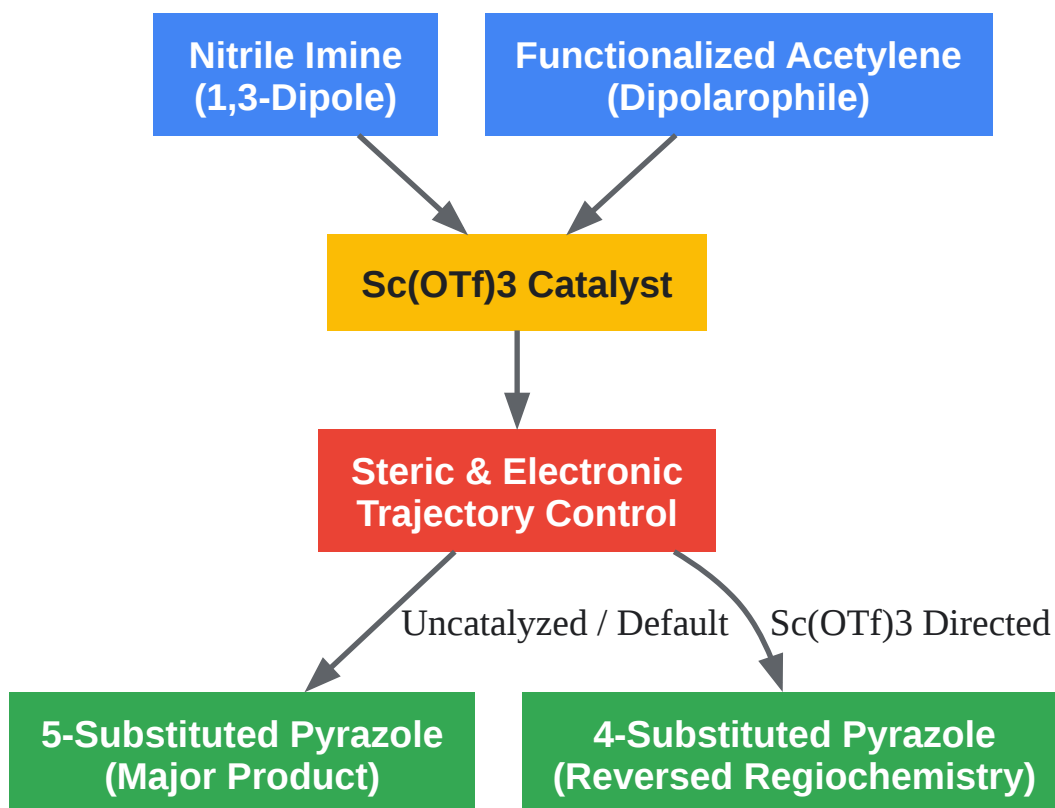 Nitrile Imine
(1,3-Dipole)
Functionalized Acetylene
(Dipolarophile)
Sc(OTf)3 Catalyst
Steric & Electronic
Trajectory Control
Uncatalyzed / Default
Sc(OTf)3 Directed
5-Substituted Pyrazole
(Major Product)
4-Substituted Pyrazole
(Reversed Regiochemistry)